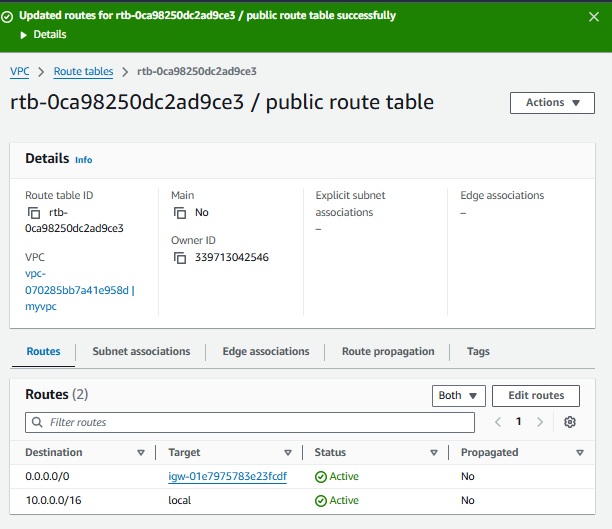 Updated routes for rtb-0ca98250dc2ad9ce3 / public route table successfully
Details
VPC > Route tables > rtb-0ca98250dc2ad9ce3
rtb-0ca98250dc2ad9ce3 / public route table
Actions
Details Info
Route table ID
rtb-
0ca98250dc2ad9ce3
Main
No
Explicit subnet
associations
–
Edge associations
–
Owner ID
339713042546
VPC
vpc-
070285bb7a41e958d |
myvpc
Routes Subnet associations Edge associations Route propagation Tags
Routes (2)
Both
Edit routes
Filter routes
1
Destination Target Status Propagated
0.0.0.0/0 igw-01e7975783e23fcdf Active No
10.0.0.0/16 local Active No